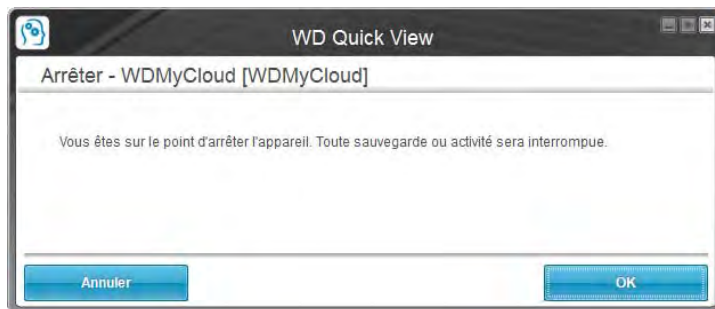 WD Quick View
Arrêter - WDMyCloud [WDMyCloud]
Vous êtes sur le point d'arrêter l'appareil. Toute sauvegarde ou activité sera interrompue.
Annuler
OK